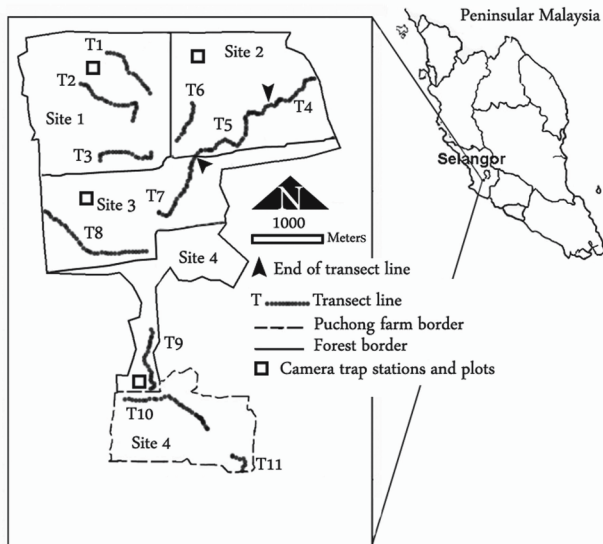 Peninsular Malaysia
Selangor
T1
Site 2
T2
T6
Site 1
T5
T4
T3
T7
Site 3
N
1000
Meters
T8
Site 4
End of transect line
T Transect line
Puchong farm border
Forest border
T9
Camera trap stations and plots
T10
Site 4
T11